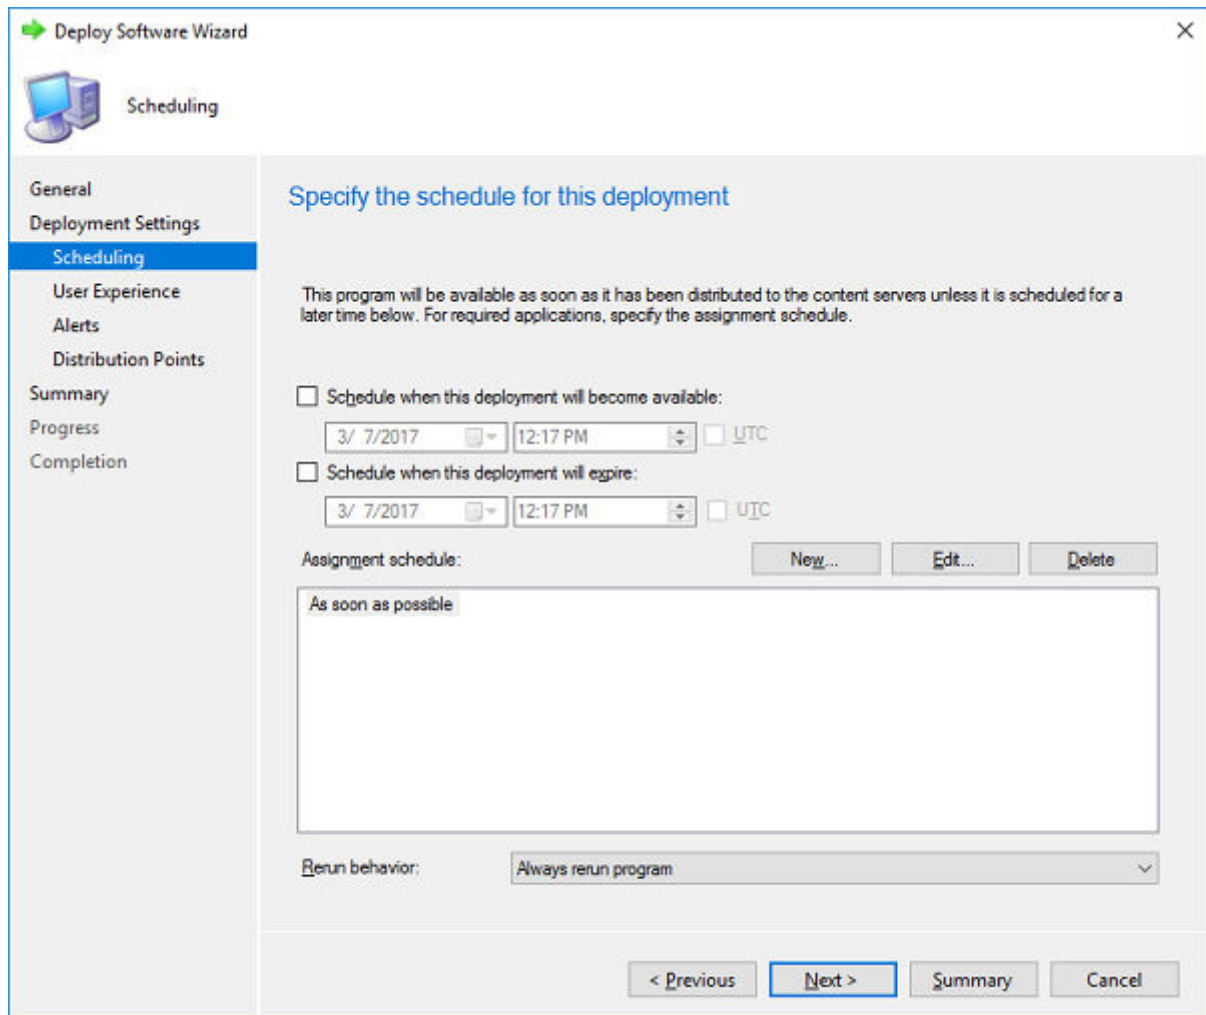 Deploy Software Wizard
Scheduling
General
Deployment Settings
Scheduling
User Experience
Alerts
Distribution Points
Summary
Progress
Completion
Specify the schedule for this deployment
This program will be available as soon as it has been distributed to the content servers unless it is scheduled for a
later time below. For required applications, specify the assignment schedule.
Schedule when this deployment will become available:
3/ 7/2017 12:17 PM UTC
Schedule when this deployment will expire:
3/ 7/2017 12:17 PM UTC
Assignment schedule: New... Edit... Delete
As soon as possible
Rerun behavior: Always rerun program
< Previous Next > Summary Cancel